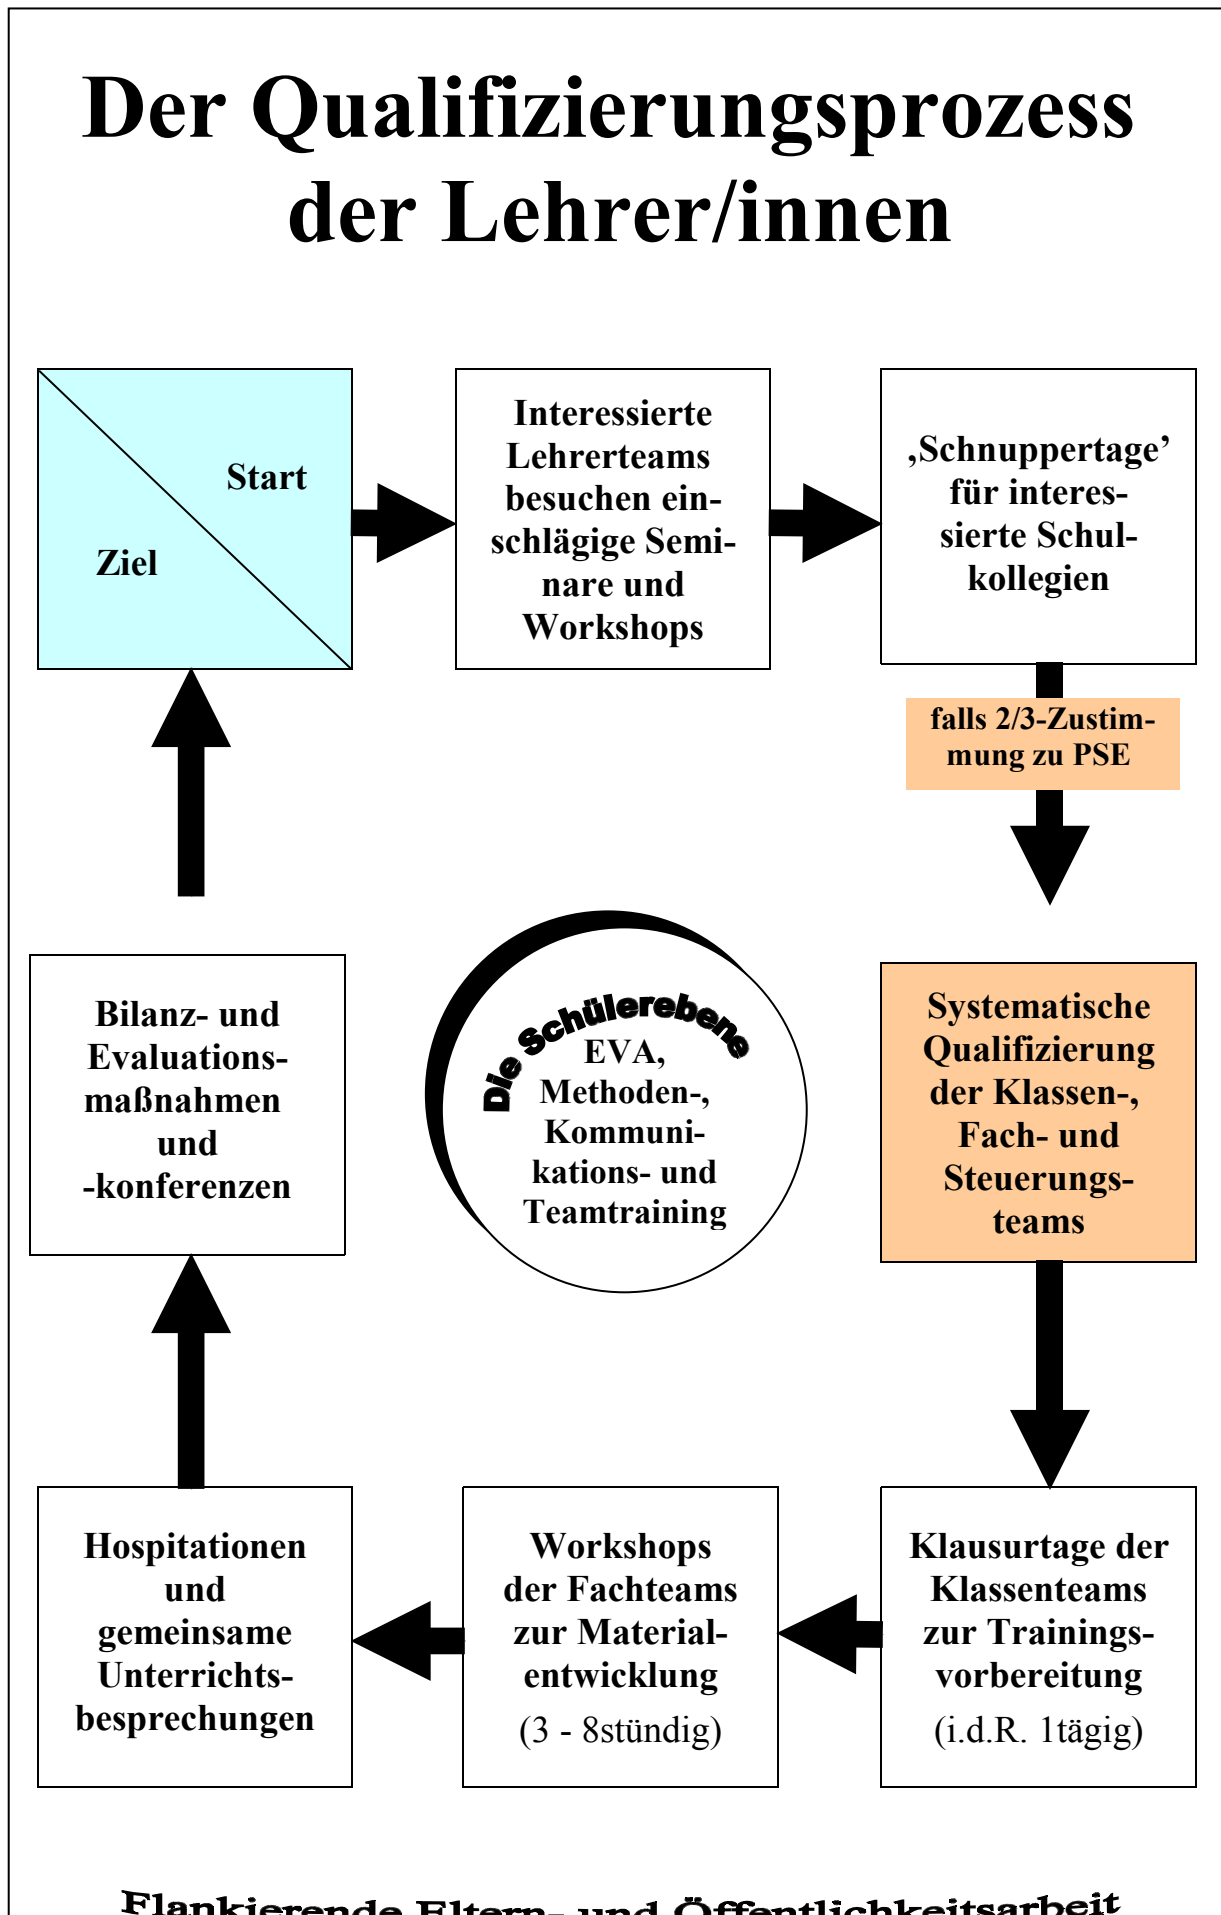 Der Qualifizierungsprozess
der Lehrer/innen
Start
Ziel
Interessierte
Lehrerteams
besuchen ein-
schlägige Semi-
nare und
Workshops
‚Schnuppertage’
für interes-
sierte Schul-
kollegien
falls 2/3-Zustim-
mung zu PSE
Systematische
Qualifizierung
der Klassen-,
Fach- und
Steuerungs-
teams
Klausurtage der
Klassenteams
zur Trainings-
vorbereitung
(i.d.R. 1tägig)
Workshops
der Fachteams
zur Material-
entwicklung
(3 - 8stündig)
Hospitationen
und
gemeinsame
Unterrichts-
besprechungen
Bilanz- und
Evaluations-
maßnahmen
und
-konferenzen
Die Schülerebene
EVA,
Methoden-,
Kommuni-
kations- und
Teamtraining
Flankierende Eltern- und Öffentlichkeitsarbeit